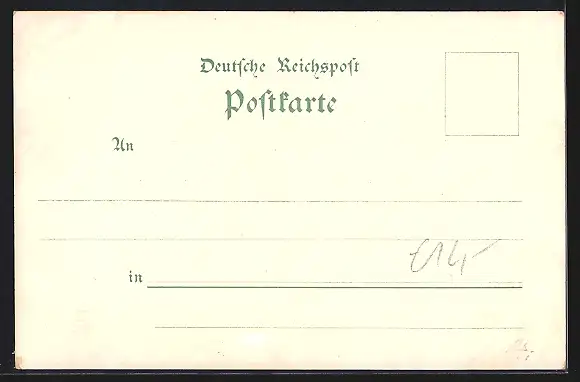 Deutsche Reichspost
Postkarte
An
in